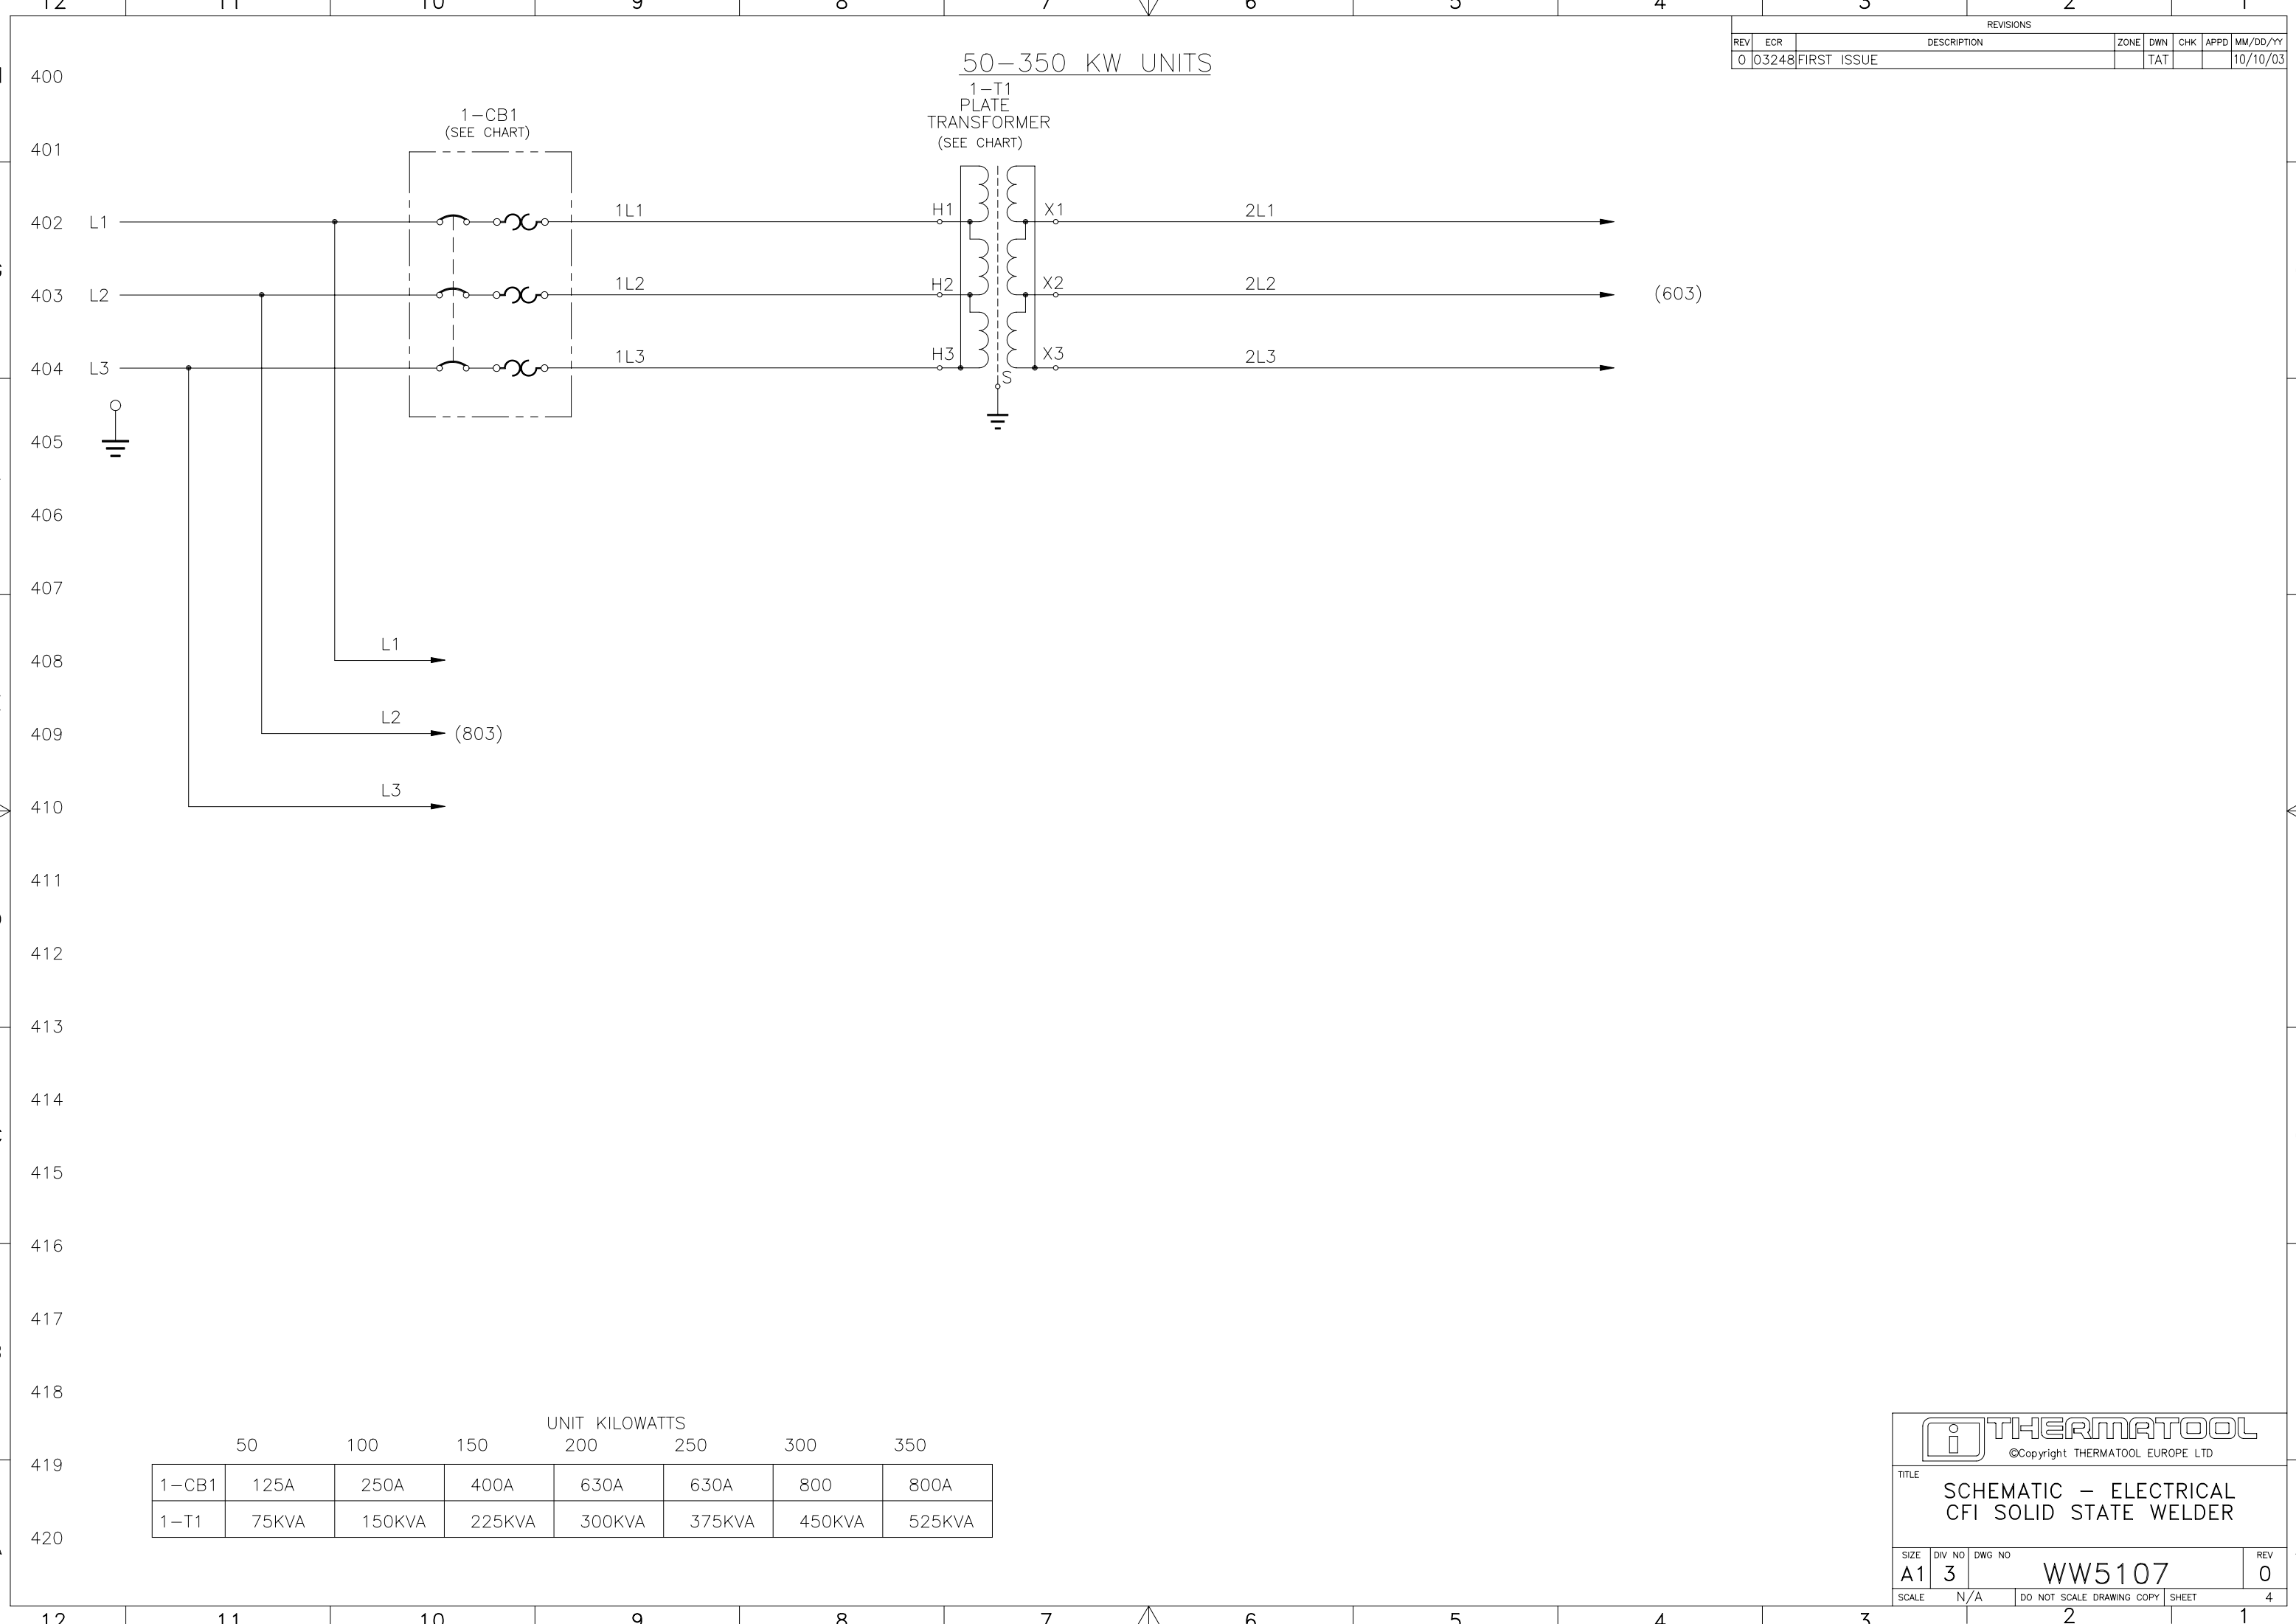 12 11 10 9 8 7 6 5 4 3 2 1
REVISIONS
REV ECR DESCRIPTION ZONE DWN CHK APPD MM/DD/YY
0 03248 FIRST ISSUE TAT 10/10/03
50-350 KW UNITS
1-T1
PLATE
TRANSFORMER
(SEE CHART)
1-CB1
(SEE CHART)
400
401
402 L1 1L1 H1 X1 2L1
403 L2 1L2 H2 X2 2L2 (603)
404 L3 1L3 H3 X3 2L3
S
405
406
407
L1
408
L2
409 (803)
L3
410
411
412
413
414
415
416
417
418
419
420
UNIT KILOWATTS
50 100 150 200 250 300 350
1-CB1 125A 250A 400A 630A 630A 800 800A
1-T1 75KVA 150KVA 225KVA 300KVA 375KVA 450KVA 525KVA
i THERMATOOL
©Copyright THERMATOOL EUROPE LTD
TITLE
SCHEMATIC - ELECTRICAL
CFI SOLID STATE WELDER
SIZE DIV NO DWG NO REV
A1 3 WW5107 0
SCALE N/A DO NOT SCALE DRAWING COPY SHEET 4
12 11 10 9 8 7 6 5 4 3 2 1